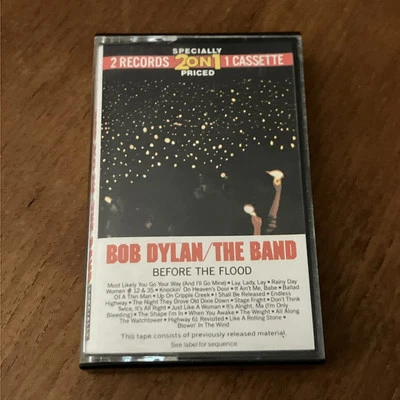 SPECIALLY
2 RECORDS 2 ON 1 1 CASSETTE
PRICED
BOB DYLAN/THE BAND
BEFORE THE FLOOD
Most Likely You Go Your Way (And I'll Go Mine) • Lay, Lady, Lay • Rainy Day
Women # 12 & 35 • Knockin' On Heaven's Door • It Ain't Me, Babe • Ballad
Of A Thin Man • Up On Cripple Creek • I Shall Be Released • Endless
Highway • The Night They Drove Old Dixie Down • Stage Fright • Don't Think
Twice, It's All Right • Just Like A Woman • It's Alright, Ma (I'm Only
Bleeding) • The Shape I'm In • When You Awake • The Weight • All Along
The Watchtower • Highway 61 Revisited • Like A Rolling Stone •
Blowin' In The Wind
This tape consists of previously released material.
See label for sequence